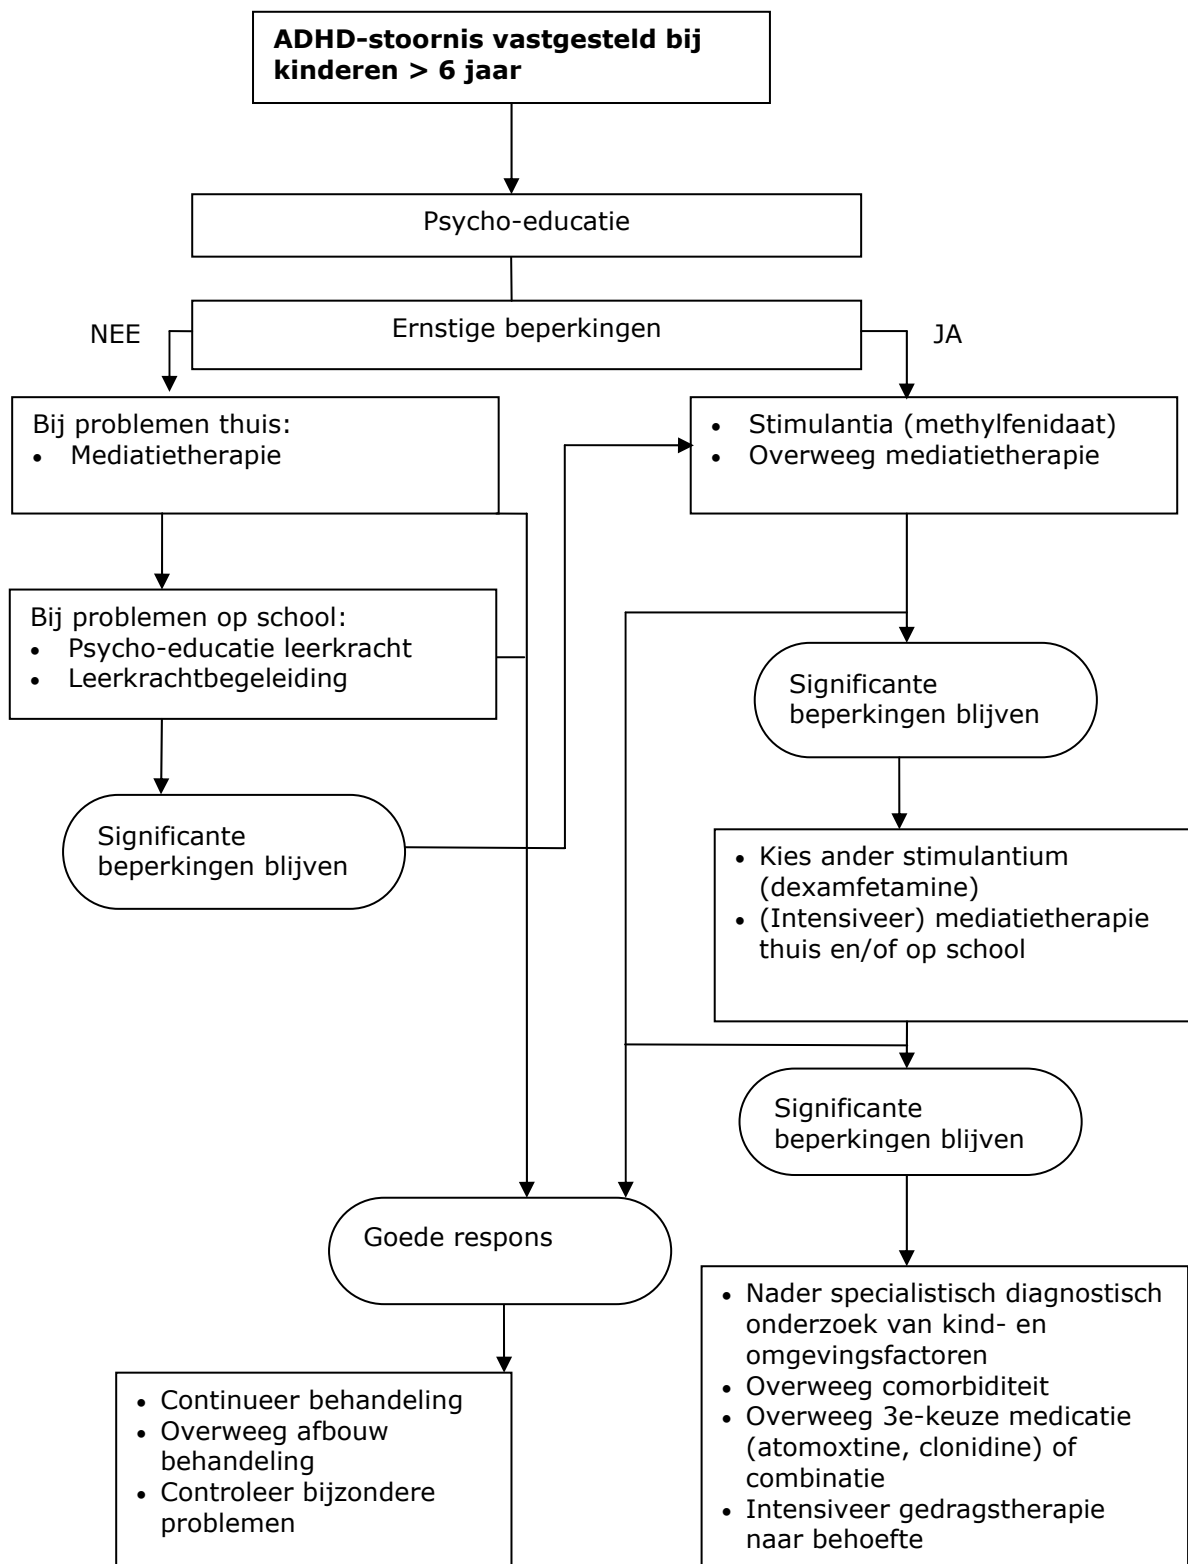 ADHD-stoornis vastgesteld bij
kinderen > 6 jaar
Psycho-educatie
Ernstige beperkingen
NEE
JA
Bij problemen thuis:
• Mediatietherapie
• Stimulantia (methylfenidaat)
• Overweeg mediatietherapie
Bij problemen op school:
• Psycho-educatie leerkracht
• Leerkrachtbegeleiding
Significante
beperkingen blijven
Significante
beperkingen blijven
• Kies ander stimulantium
(dexamfetamine)
• (Intensiveer) mediatietherapie
thuis en/of op school
Significante
beperkingen blijven
Goede respons
• Continueer behandeling
• Overweeg afbouw
behandeling
• Controleer bijzondere
problemen
• Nader specialistisch diagnostisch
onderzoek van kind- en
omgevingsfactoren
• Overweeg comorbiditeit
• Overweeg 3e-keuze medicatie
(atomoxtine, clonidine) of
combinatie
• Intensiveer gedragstherapie
naar behoefte